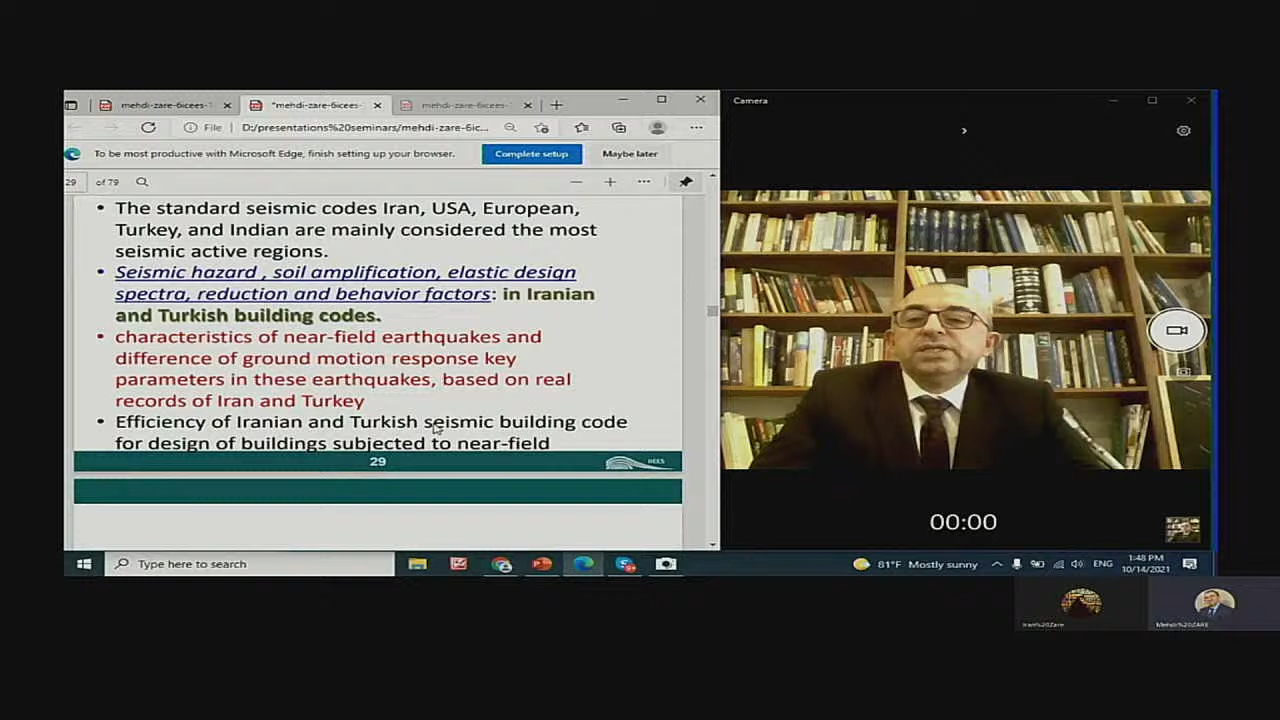 mehdi-zare-6icees-1
*mehdi-zare-6icees-
mehdi-zare-6icees-1
Camera
File
D:/presentations%20seminars/mehdi-zare-6ic...
To be most productive with Microsoft Edge, finish setting up your browser.
Complete setup
Maybe later
29
of 79
• The standard seismic codes Iran, USA, European,
Turkey, and Indian are mainly considered the most
seismic active regions.
• Seismic hazard , soil amplification, elastic design
spectra, reduction and behavior factors: in Iranian
and Turkish building codes.
• characteristics of near-field earthquakes and
difference of ground motion response key
parameters in these earthquakes, based on real
records of Iran and Turkey
• Efficiency of Iranian and Turkish seismic building code
for design of buildings subjected to near-field
29
IIEES
00:00
Type here to search
81°F Mostly sunny
ENG
1:48 PM
10/14/2021
Mehdi%20ZARE